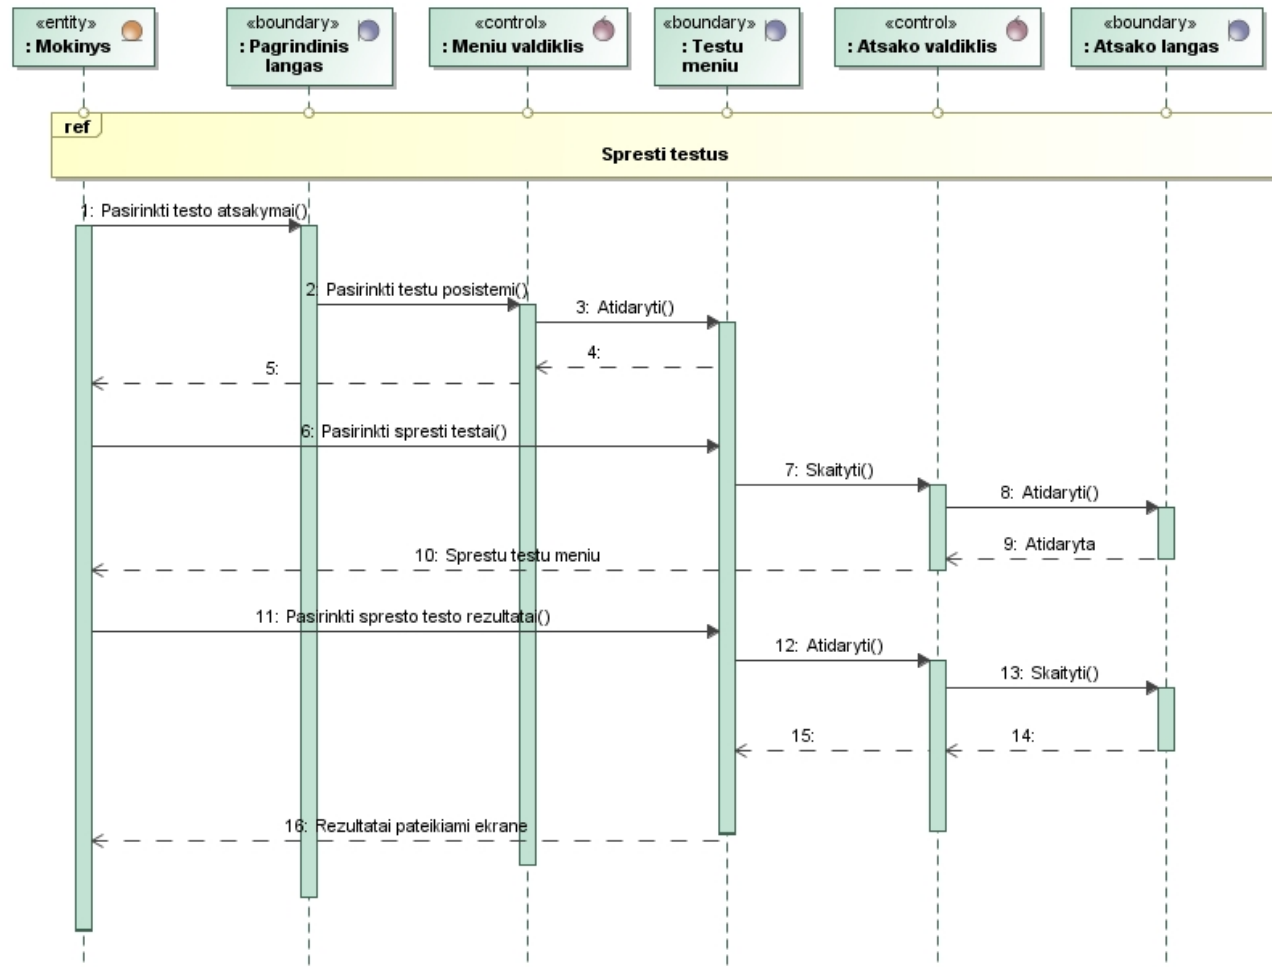 «entity»
: Mokinys
«boundary»
: Pagrindinis
langas
«control»
: Meniu valdiklis
«boundary»
: Testu
meniu
«control»
: Atsako valdiklis
«boundary»
: Atsako langas
ref
Spresti testus
1: Pasirinkti testo atsakymai()
2: Pasirinkti testu posistemi()
3: Atidaryti()
4:
5:
6: Pasirinkti spresti testai()
7: Skaityti()
8: Atidaryti()
9: Atidaryta
10: Sprestu testu meniu
11: Pasirinkti spresto testo rezultatai()
12: Atidaryti()
13: Skaityti()
14:
15:
16: Rezultatai pateikiami ekrane